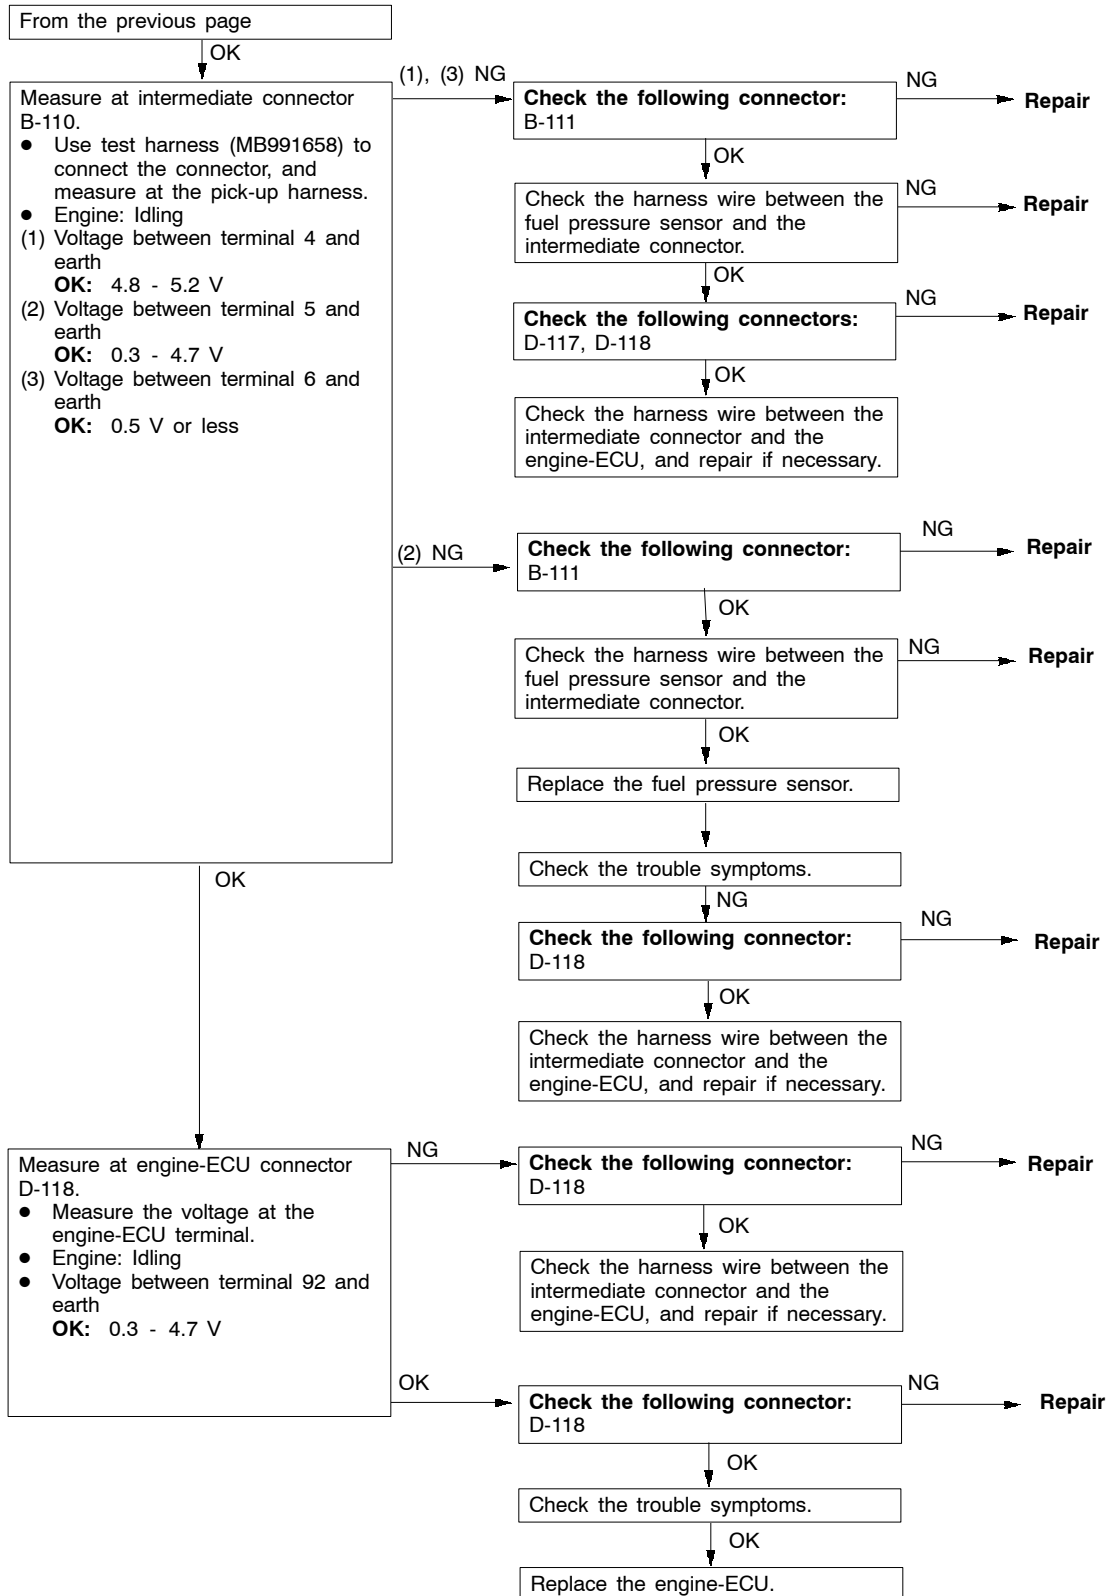 From the previous page
OK
Measure at intermediate connector
B-110.
● Use test harness (MB991658) to
connect the connector, and
measure at the pick-up harness.
● Engine: Idling
(1) Voltage between terminal 4 and
earth
OK: 4.8 - 5.2 V
(2) Voltage between terminal 5 and
earth
OK: 0.3 - 4.7 V
(3) Voltage between terminal 6 and
earth
OK: 0.5 V or less
(1), (3) NG
Check the following connector:
B-111
NG
Repair
OK
Check the harness wire between the
fuel pressure sensor and the
intermediate connector.
NG
Repair
OK
Check the following connectors:
D-117, D-118
NG
Repair
OK
Check the harness wire between the
intermediate connector and the
engine-ECU, and repair if necessary.
(2) NG
Check the following connector:
B-111
NG
Repair
OK
Check the harness wire between the
fuel pressure sensor and the
intermediate connector.
NG
Repair
OK
Replace the fuel pressure sensor.
Check the trouble symptoms.
NG
Check the following connector:
D-118
NG
Repair
OK
Check the harness wire between the
intermediate connector and the
engine-ECU, and repair if necessary.
OK
Measure at engine-ECU connector
D-118.
● Measure the voltage at the
engine-ECU terminal.
● Engine: Idling
● Voltage between terminal 92 and
earth
OK: 0.3 - 4.7 V
NG
Check the following connector:
D-118
NG
Repair
OK
Check the harness wire between the
intermediate connector and the
engine-ECU, and repair if necessary.
OK
Check the following connector:
D-118
NG
Repair
OK
Check the trouble symptoms.
OK
Replace the engine-ECU.